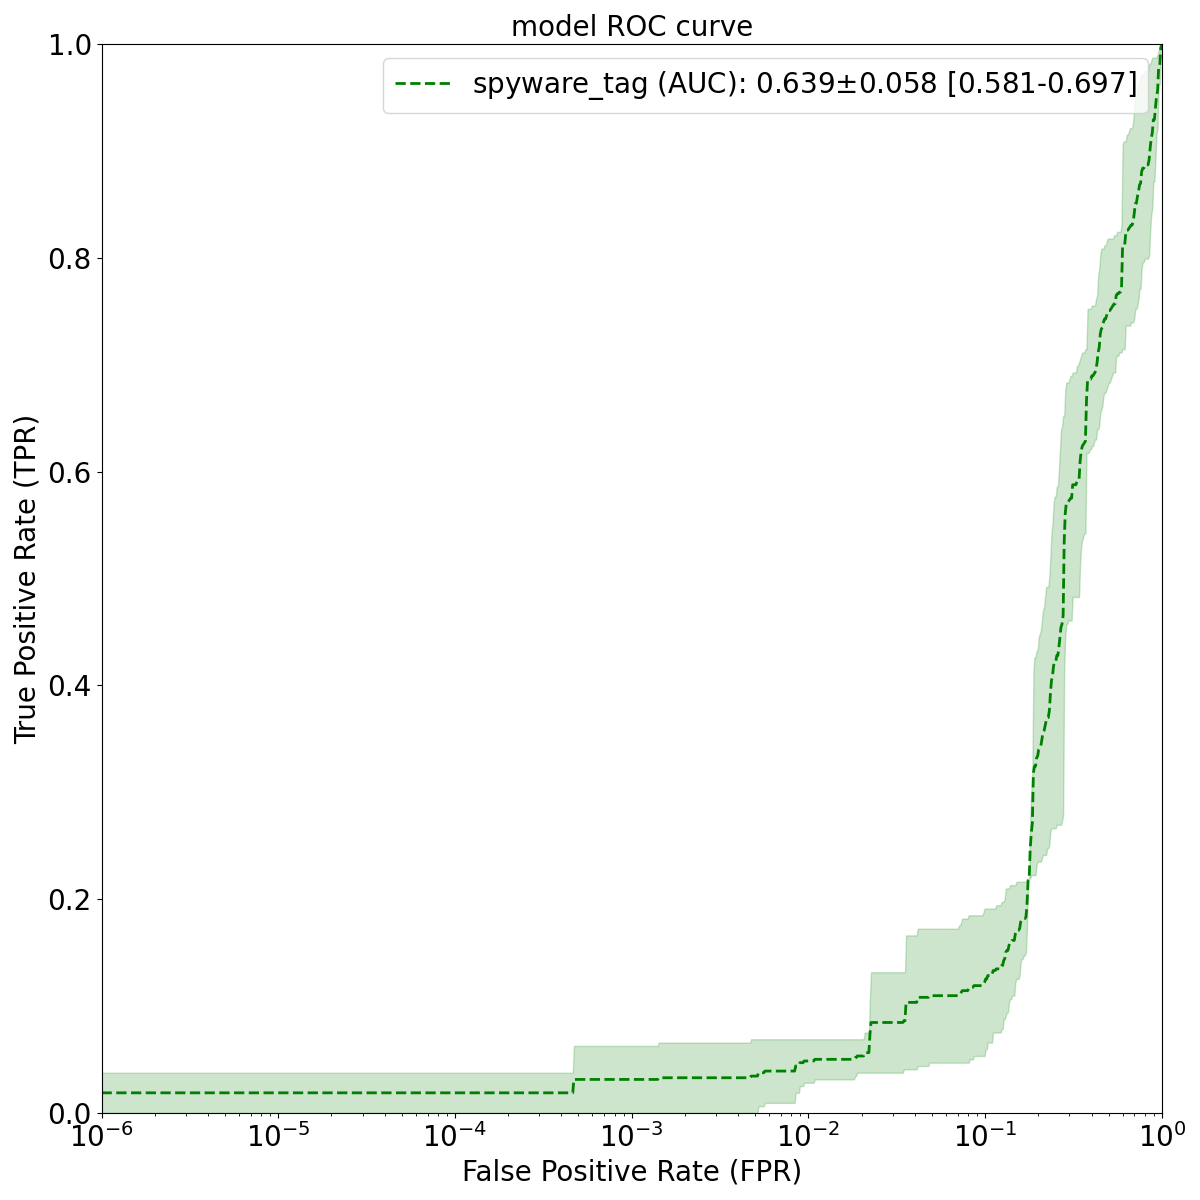 model ROC curve
spyware_tag (AUC): 0.639±0.058 [0.581-0.697]
1.0
0.8
0.6
0.4
0.2
0.0
True Positive Rate (TPR)
10⁻⁶ 10⁻⁵ 10⁻⁴ 10⁻³ 10⁻² 10⁻¹ 10⁰
False Positive Rate (FPR)